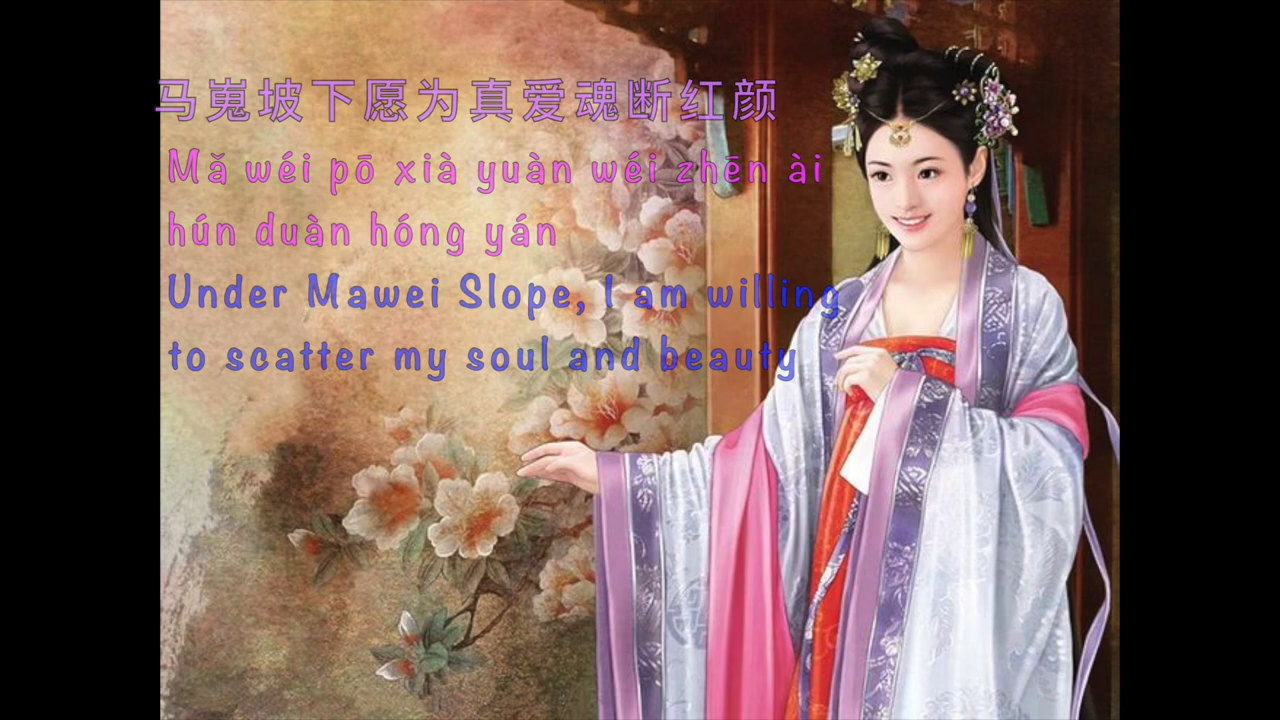 马嵬坡下愿为真爱魂断红颜
Mǎ wéi pō xià yuàn wéi zhēn ài
hún duàn hóng yán
Under Mawei Slope, I am willing
to scatter my soul and beauty